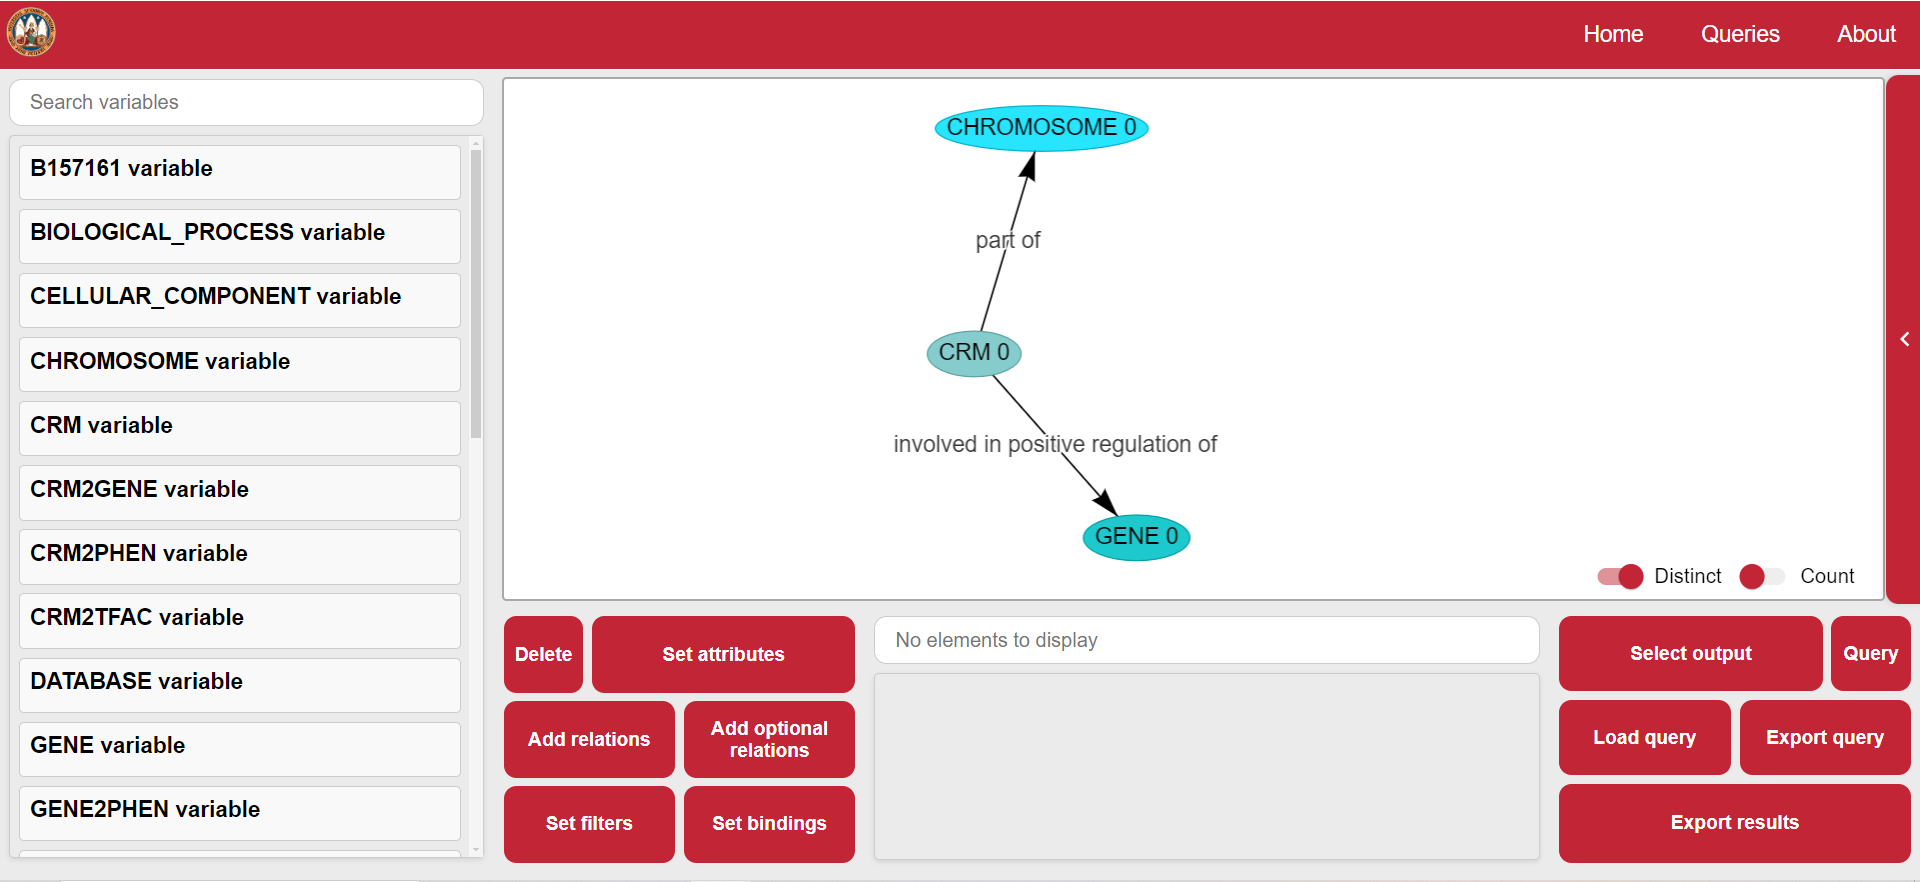 Home Queries About
Search variables
B157161 variable
BIOLOGICAL_PROCESS variable
CELLULAR_COMPONENT variable
CHROMOSOME variable
CRM variable
CRM2GENE variable
CRM2PHEN variable
CRM2TFAC variable
DATABASE variable
GENE variable
GENE2PHEN variable
CHROMOSOME 0
part of
CRM 0
involved in positive regulation of
GENE 0
Distinct Count
Delete
Set attributes
Add relations
Add optional
relations
Set filters
Set bindings
No elements to display
Select output
Query
Load query
Export query
Export results